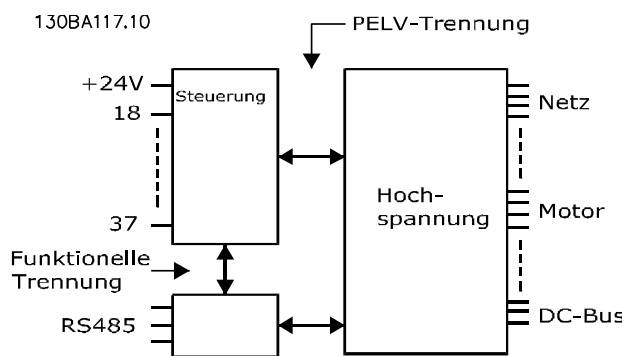 130BA117.10
PELV-Trennung
+24V
Steuerung
18
Netz
Hoch-
spannung
Motor
37
Funktionelle
Trennung
RS485
DC-Bus